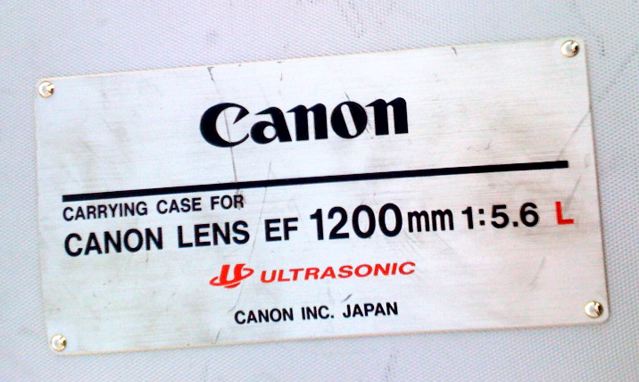 Canon
CARRYING CASE FOR
CANON LENS EF 1200mm 1:5.6 L
ULTRASONIC
CANON INC. JAPAN